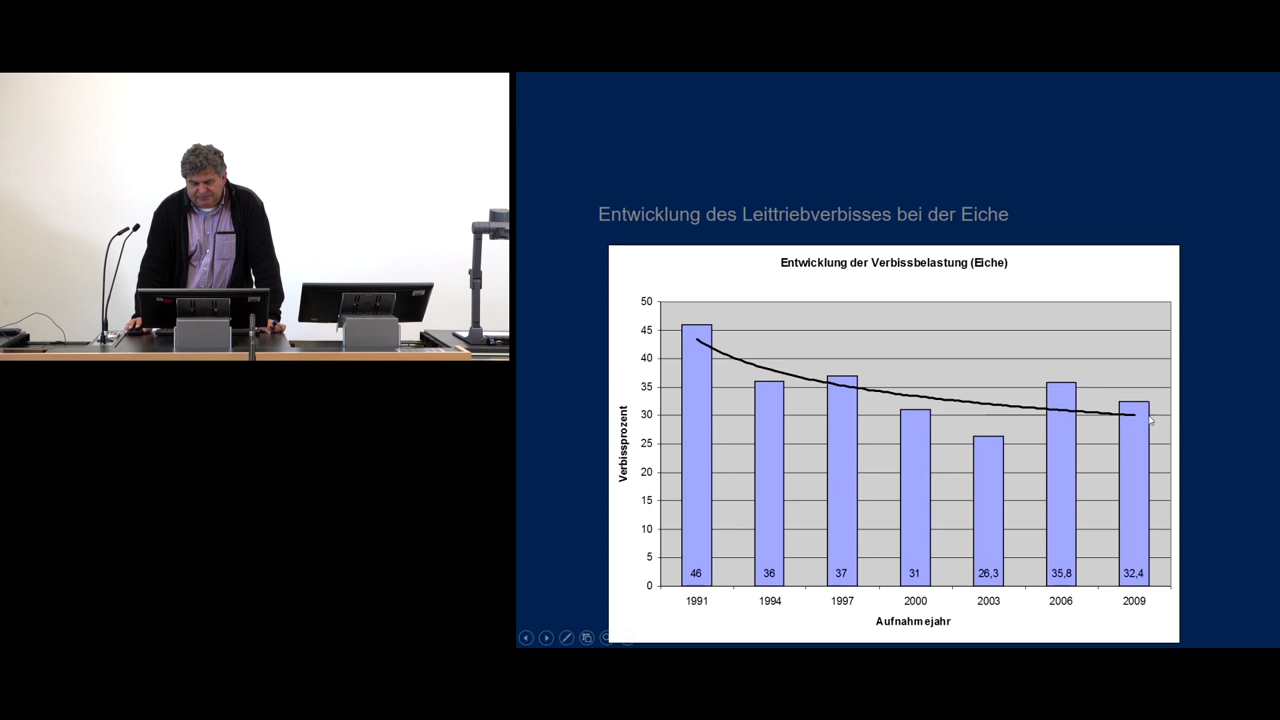 Entwicklung des Leittriebverbisses bei der Eiche
Entwicklung der Verbissbelastung (Eiche)
50
45
40
35
30
25
20
15
10
5
0
Verbissprozent
46 36 37 31 26,3 35,8 32,4
1991 1994 1997 2000 2003 2006 2009
Aufnahmejahr